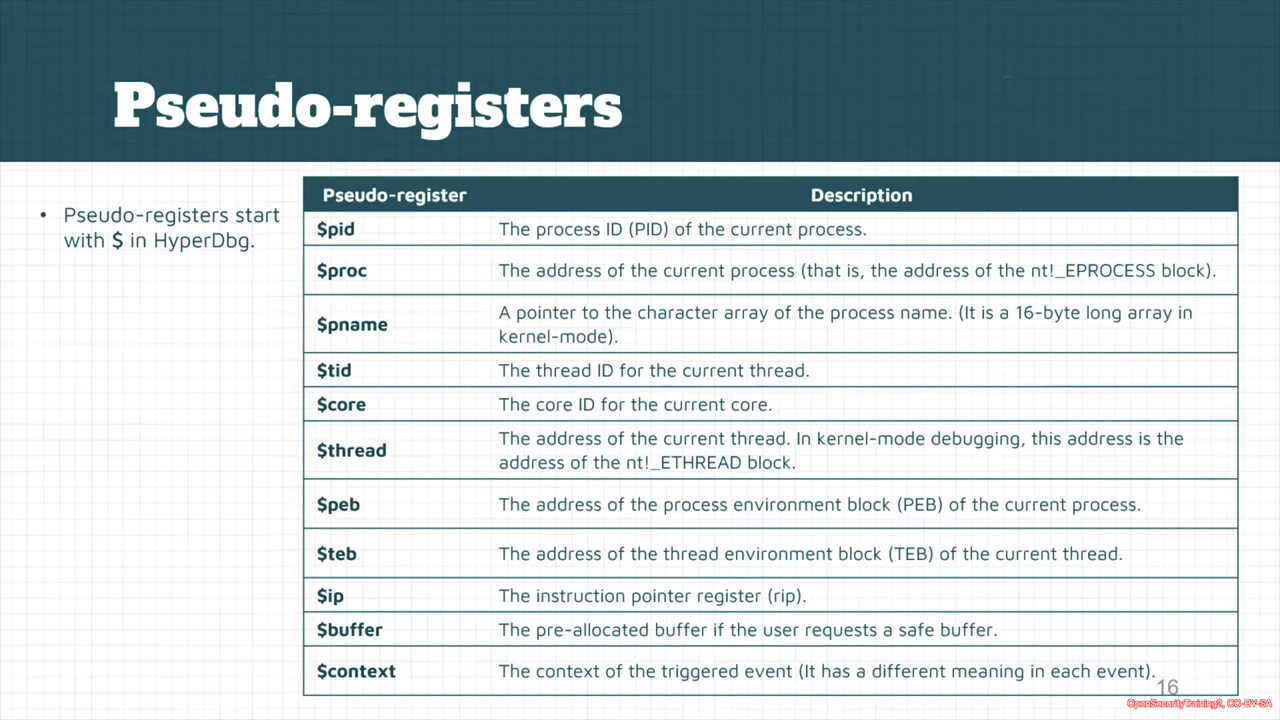 Pseudo-registers
• Pseudo-registers start
with $ in HyperDbg.
Pseudo-register Description
$pid The process ID (PID) of the current process.
$proc The address of the current process (that is, the address of the nt!_EPROCESS block).
$pname A pointer to the character array of the process name. (It is a 16-byte long array in
kernel-mode).
$tid The thread ID for the current thread.
$core The core ID for the current core.
$thread The address of the current thread. In kernel-mode debugging, this address is the
address of the nt!_ETHREAD block.
$peb The address of the process environment block (PEB) of the current process.
$teb The address of the thread environment block (TEB) of the current thread.
$ip The instruction pointer register (rip).
$buffer The pre-allocated buffer if the user requests a safe buffer.
$context The context of the triggered event (It has a different meaning in each event).
16
OpenSecurityTraining2, CC-BY-SA